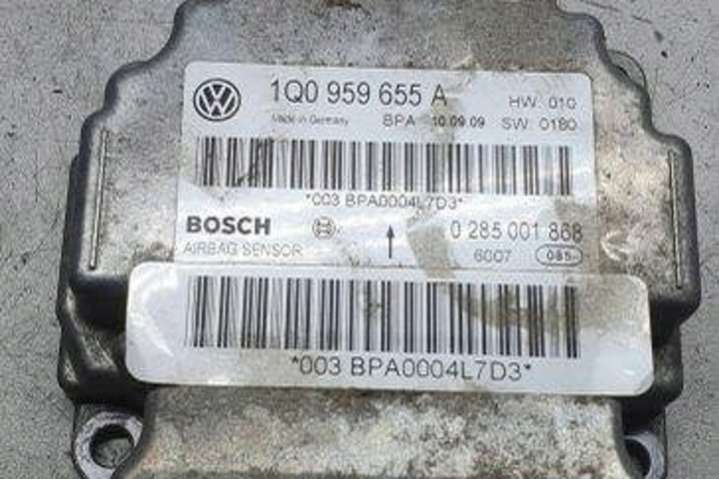 1Q0 959 655 A HW: 010
Made in Germany BPA 10.09.09 SW: 0180
*003 BPA0004L7D3*
BOSCH 0 285 001 868
AIRBAG SENSOR 6007 085
*003 BPA0004L7D3*